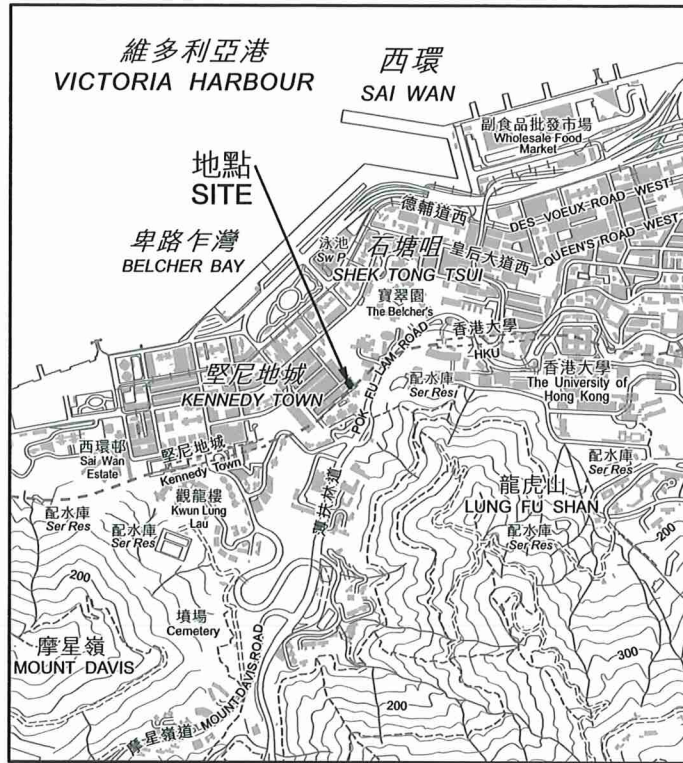 維多利亞港
VICTORIA HARBOUR
西環
SAI WAN
副食品批發市場
Wholesale Food
Market
地點
SITE
德輔道西
DES VOEUX ROAD WEST
卑路乍灣
BELCHER BAY
泳池
Sw P
石塘咀
SHEK TONG TSUI
皇后大道西
QUEEN'S ROAD WEST
寶翠園
The Belcher's
香港大學
HKU
堅尼地城
KENNEDY TOWN
POK FU LAM ROAD
配水庫
Ser Res
香港大學
The University of
Hong Kong
西環邨
Sai Wan
Estate
堅尼地城
Kennedy Town
觀龍樓
Kwun Lung
Lau
薄扶林道
配水庫
Ser Res
龍虎山
LUNG FU SHAN
配水庫
Ser Res
配水庫
Ser Res
配水庫
Ser Res
200
200
墳場
Cemetery
摩星嶺
MOUNT DAVIS
300
200
摩星嶺道
MOUNT DAVIS ROAD